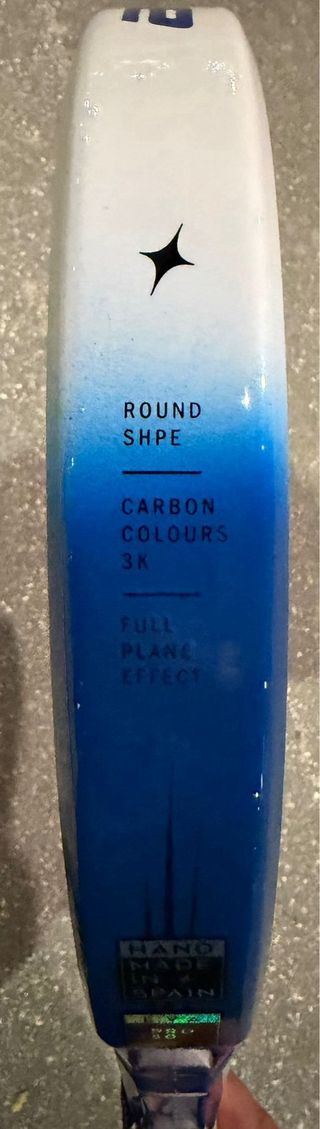 ROUND
SHPE
CARBON
COLOURS
3K
FULL
PLANE
EFFECT
HAND
MADE
IN
SPAIN